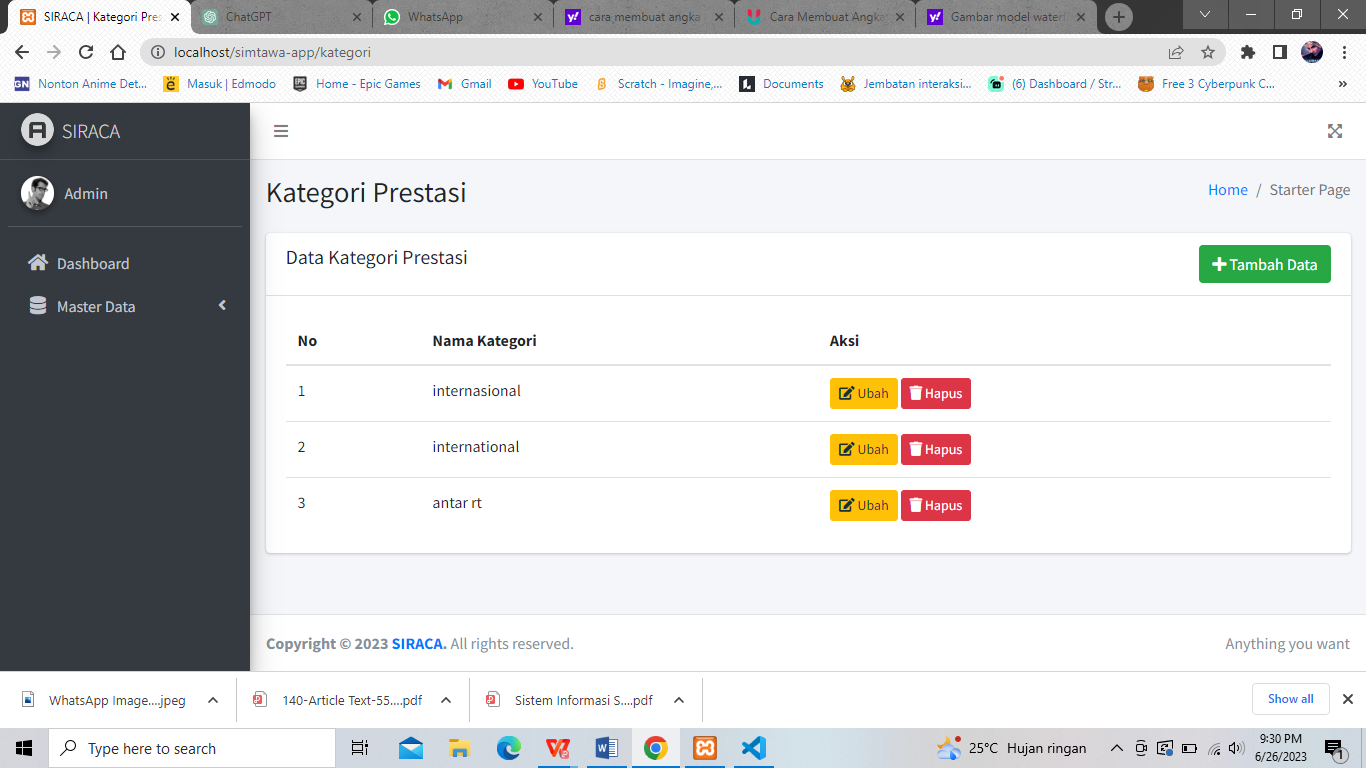 SIRACA | Kategori Pres
ChatGPT
WhatsApp
cara membuat angka
Cara Membuat Angka
Gambar model waterf
localhost/simtawa-app/kategori
Nonton Anime Det...
Masuk | Edmodo
Home - Epic Games
Gmail
YouTube
Scratch - Imagine,...
Documents
Jembatan interaksi...
(6) Dashboard / Str...
Free 3 Cyberpunk C...
»
SIRACA
Admin
Dashboard
Master Data
Kategori Prestasi
Home / Starter Page
Data Kategori Prestasi
Tambah Data
No Nama Kategori Aksi
1 internasional Ubah Hapus
2 international Ubah Hapus
3 antar rt Ubah Hapus
Copyright © 2023 SIRACA. All rights reserved.
Anything you want
WhatsApp Image....jpeg
140-Article Text-55....pdf
Sistem Informasi S....pdf
Show all
Type here to search
25°C Hujan ringan
9:30 PM
6/26/2023
1